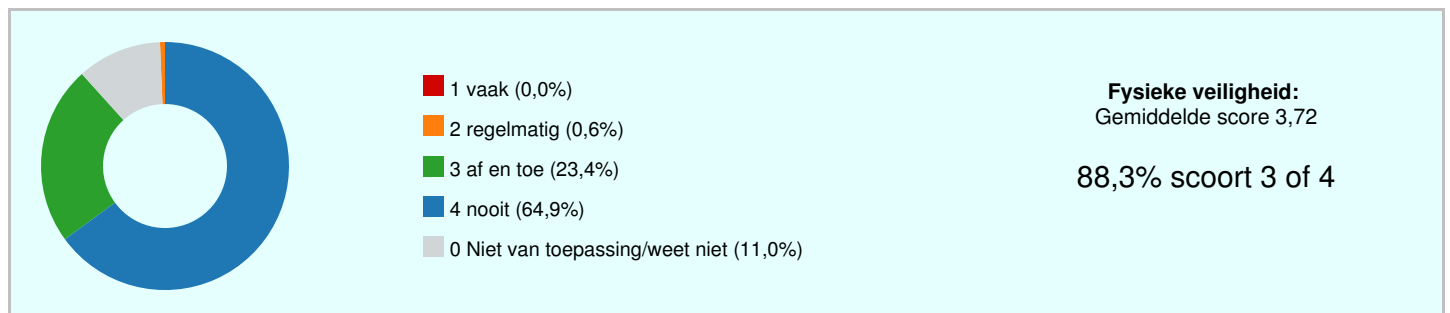 1 vaak (0,0%)
2 regelmatig (0,6%)
3 af en toe (23,4%)
4 nooit (64,9%)
0 Niet van toepassing/weet niet (11,0%)
Fysieke veiligheid:
Gemiddelde score 3,72
88,3% scoort 3 of 4